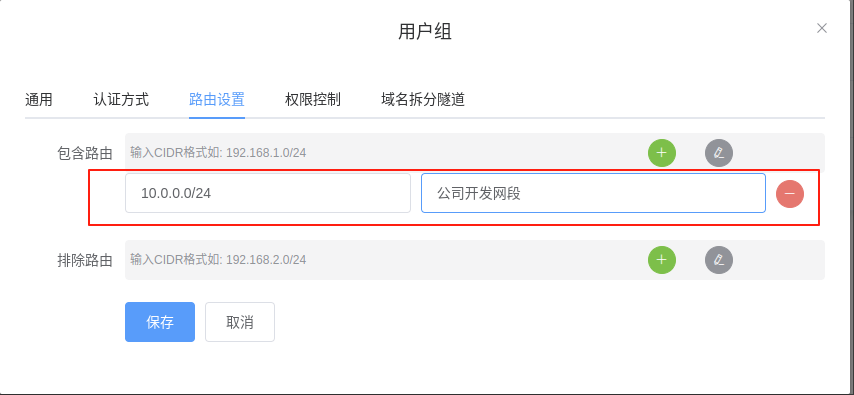 用户组
通用 认证方式 路由设置 权限控制 域名拆分隧道
包含路由 输入CIDR格式如: 192.168.1.0/24
10.0.0.0/24 公司开发网段
排除路由 输入CIDR格式如: 192.168.2.0/24
保存 取消